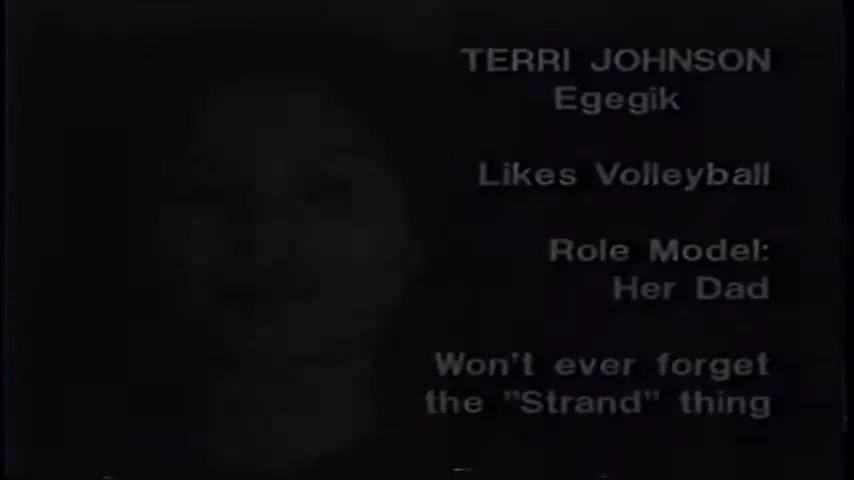 TERRI JOHNSON
Egegik
Likes Volleyball
Role Model:
Her Dad
Won't ever forget
the "Strand" thing